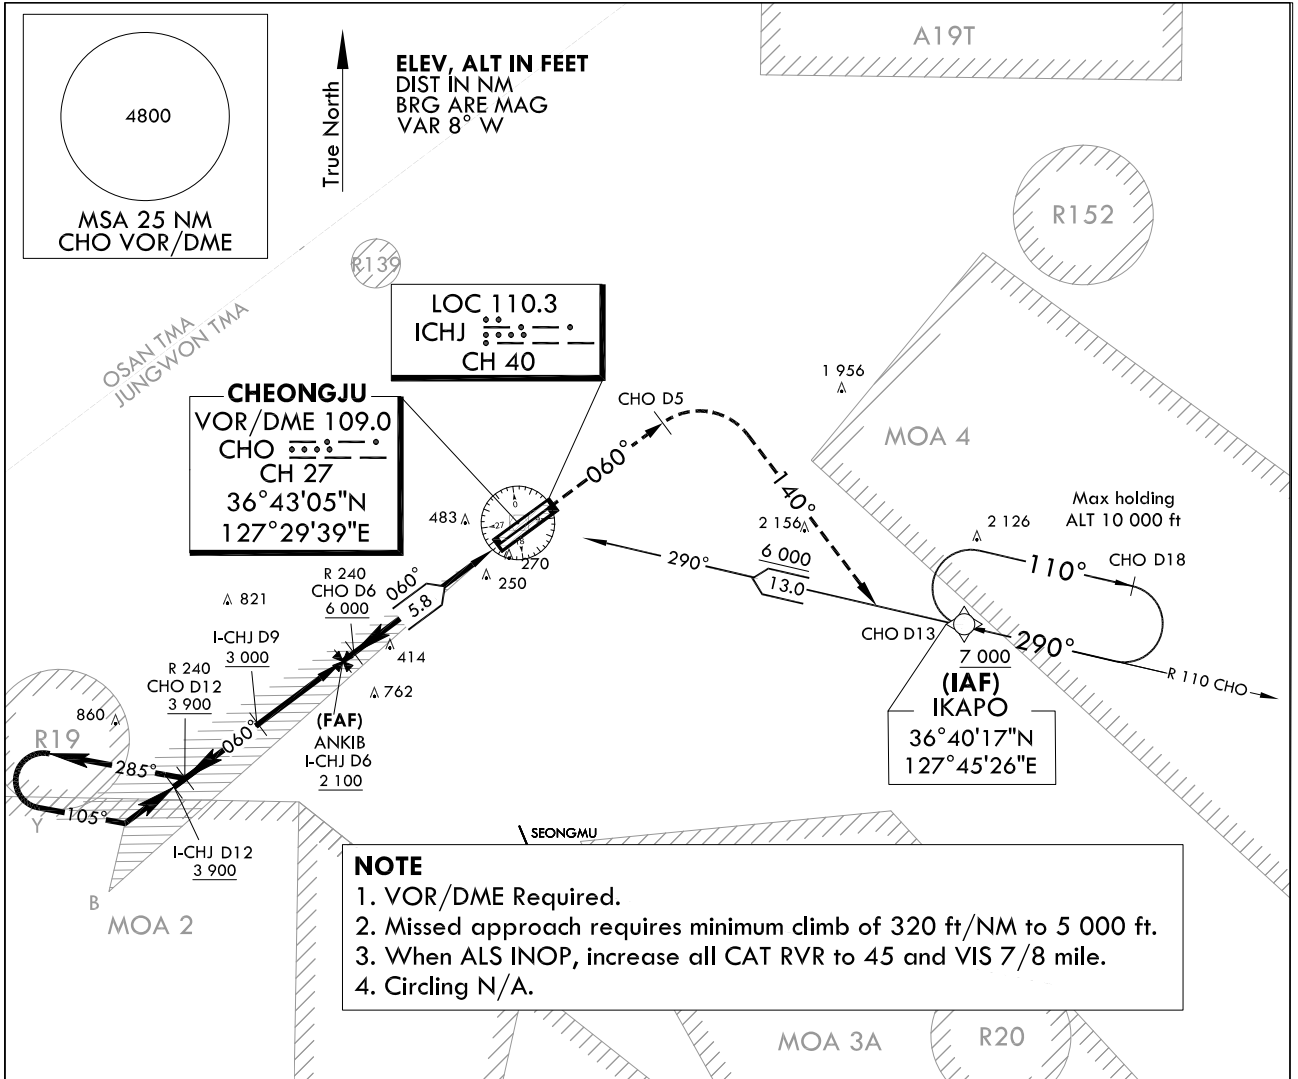 A19T
4800
MSA 25 NM
CHO VOR/DME
True North
ELEV, ALT IN FEET
DIST IN NM
BRG ARE MAG
VAR 8° W
R152
R139
OSAN TMA
JUNGWON TMA
LOC 110.3
ICHJ
CH 40
CHEONGJU
VOR/DME 109.0
CHO
CH 27
36°43'05"N
127°29'39"E
1 956
CHO D5
MOA 4
060°
140°
Max holding
ALT 10 000 ft
483
0
27
18
2 156
2 126
270
250
290°
6 000
13.0
110°
CHO D18
R 240
CHO D6
6 000
060°
5.8
821
I-CHJ D9
3 000
414
CHO D13
290°
7 000
R 110 CHO
(IAF)
IKAPO
36°40'17"N
127°45'26"E
R 240
CHO D12
3 900
762
860
R19
060°
(FAF)
ANKIB
I-CHJ D6
2 100
285°
105°
Y
I-CHJ D12
3 900
B
MOA 2
SEONGMU
NOTE
1. VOR/DME Required.
2. Missed approach requires minimum climb of 320 ft/NM to 5 000 ft.
3. When ALS INOP, increase all CAT RVR to 45 and VIS 7/8 mile.
4. Circling N/A.
MOA 3A
R20